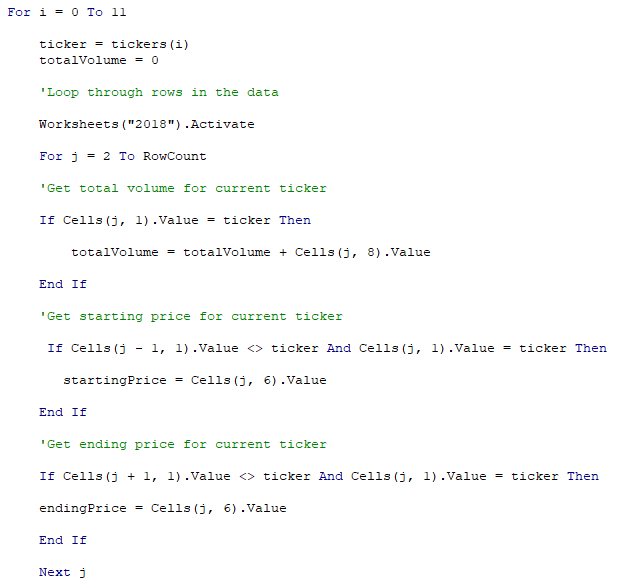 For i = 0 To 11
ticker = tickers(i)
totalVolume = 0
'Loop through rows in the data
Worksheets("2018").Activate
For j = 2 To RowCount
'Get total volume for current ticker
If Cells(j, 1).Value = ticker Then
totalVolume = totalVolume + Cells(j, 8).Value
End If
'Get starting price for current ticker
If Cells(j - 1, 1).Value <> ticker And Cells(j, 1).Value = ticker Then
startingPrice = Cells(j, 6).Value
End If
'Get ending price for current ticker
If Cells(j + 1, 1).Value <> ticker And Cells(j, 1).Value = ticker Then
endingPrice = Cells(j, 6).Value
End If
Next j